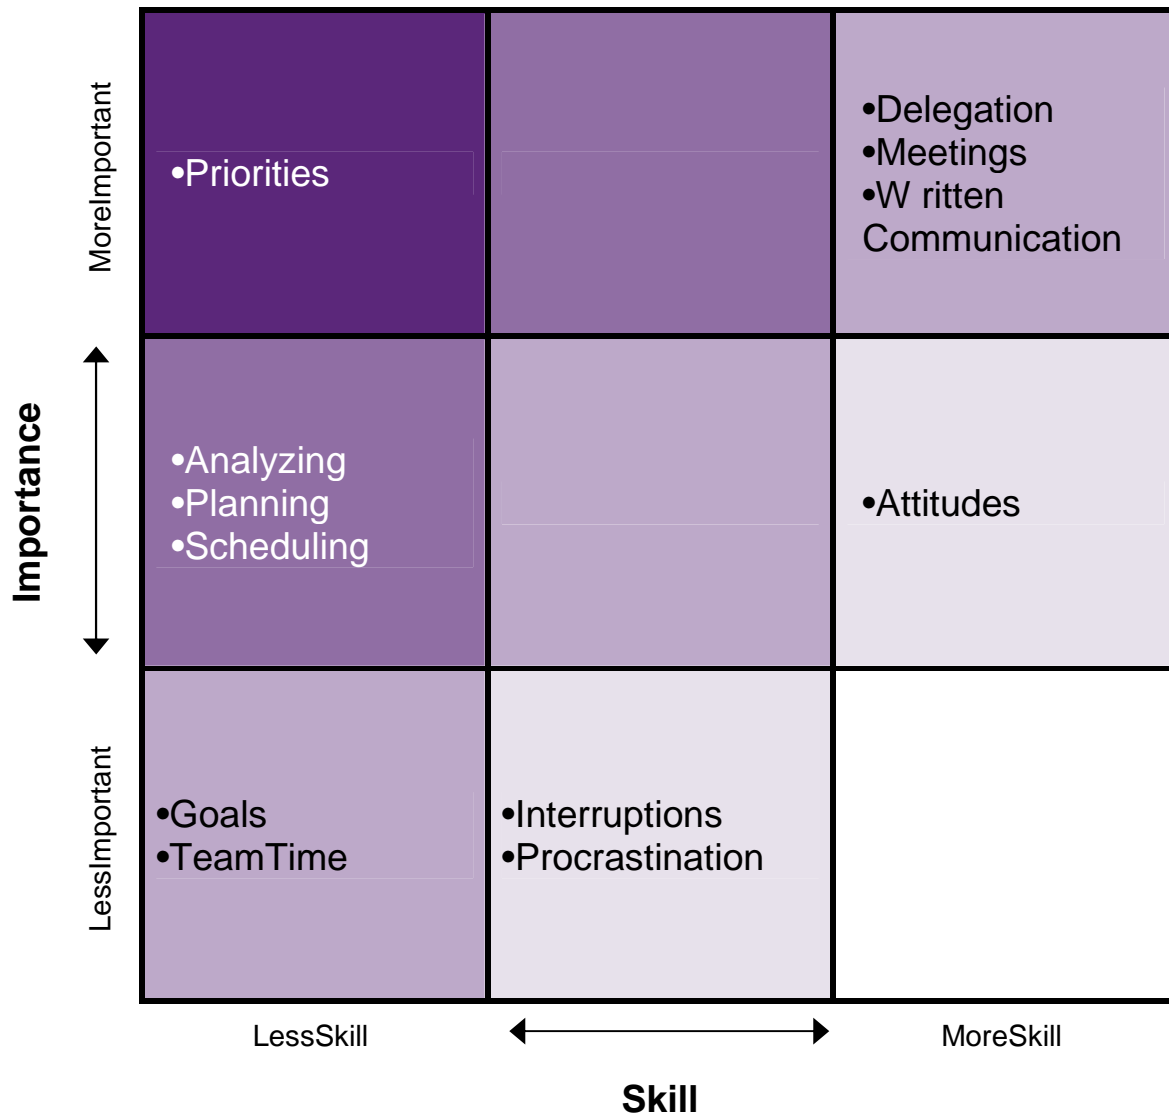 MoreImportant
•Priorities
•Delegation
•Meetings
•W ritten
Communication
Importance
•Analyzing
•Planning
•Scheduling
•Attitudes
LessImportant
•Goals
•TeamTime
•Interruptions
•Procrastination
LessSkill
MoreSkill
Skill